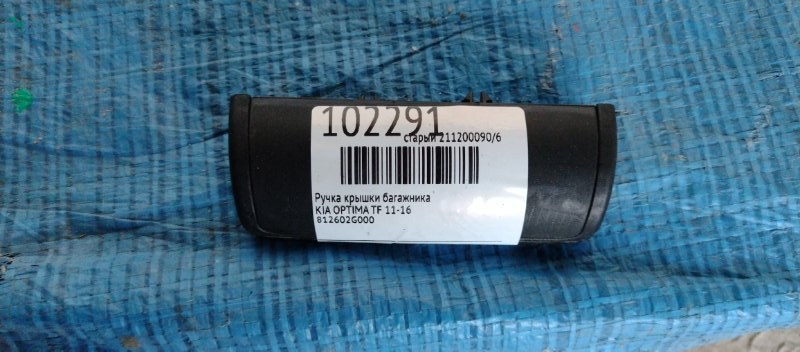 102291
старый 211200090/6
Ручка крышки багажника
KIA OPTIMA TF 11-16
812602G000